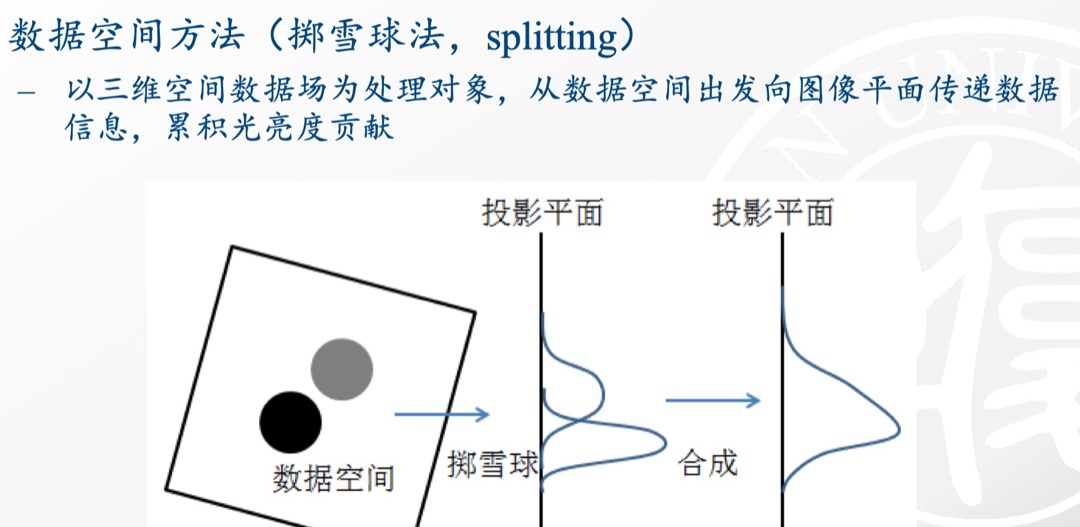 数据空间方法（掷雪球法，splitting）
– 以三维空间数据场为处理对象，从数据空间出发向图像平面传递数据
信息，累积光亮度贡献
投影平面 投影平面
数据空间 掷雪球 合成